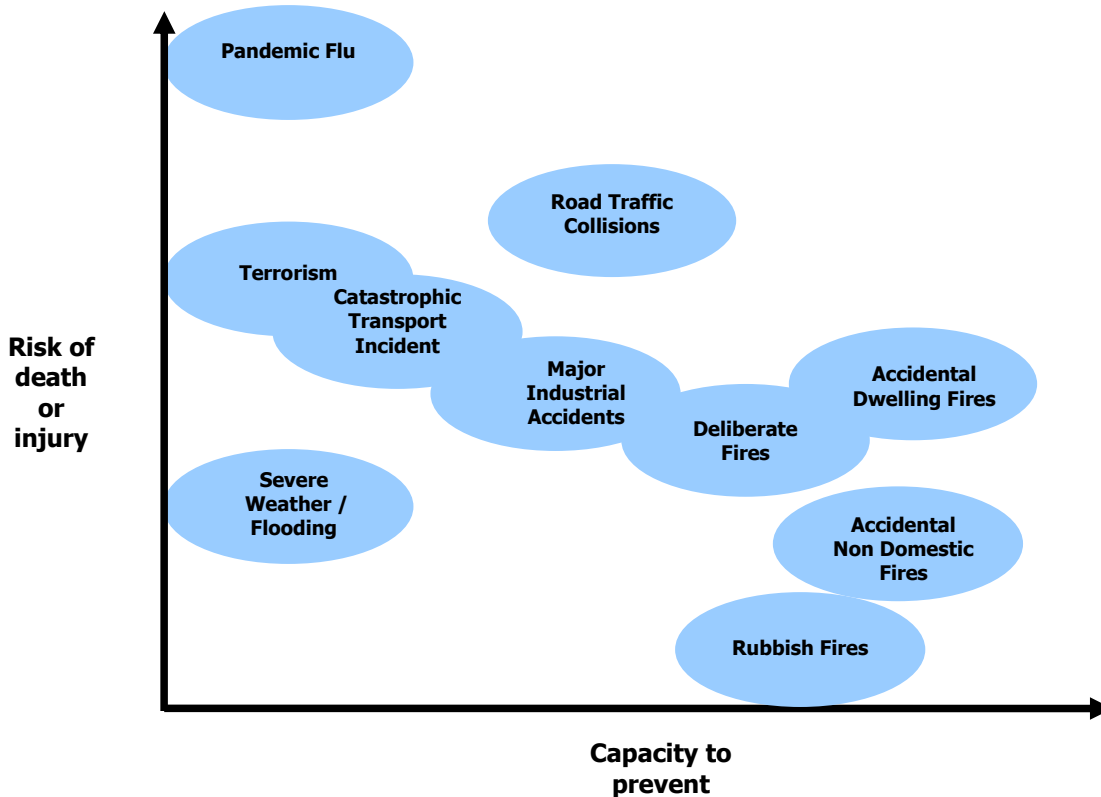 Pandemic Flu
Road Traffic
Collisions
Terrorism
Catastrophic
Transport
Incident
Risk of
death
or
injury
Major
Industrial
Accidents
Accidental
Dwelling Fires
Deliberate
Fires
Severe
Weather /
Flooding
Accidental
Non Domestic
Fires
Rubbish Fires
Capacity to
prevent